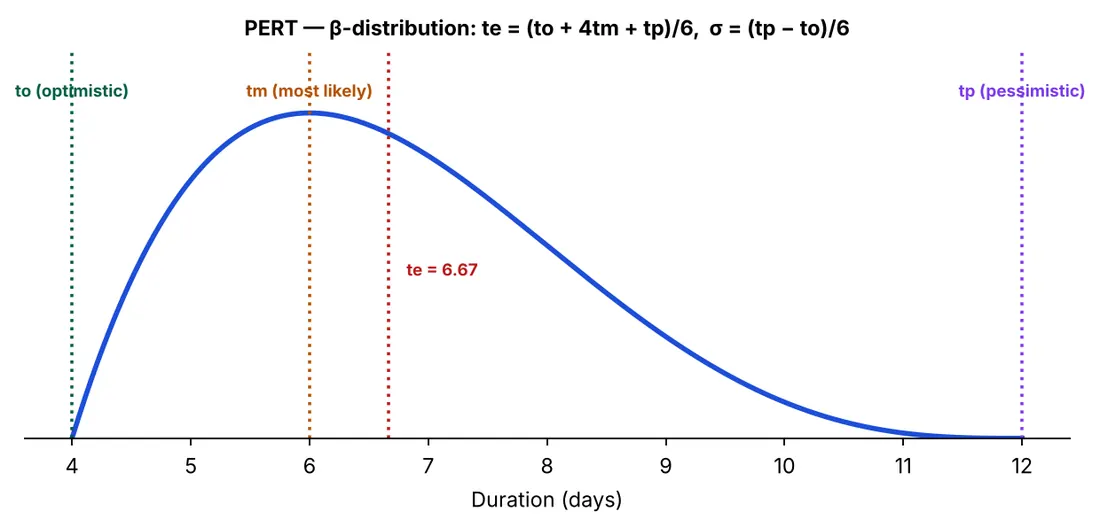 PERT — β-distribution: te = (to + 4tm + tp)/6, σ = (tp − to)/6
to (optimistic)
tm (most likely)
tp (pessimistic)
te = 6.67
4 5 6 7 8 9 10 11 12
Duration (days)